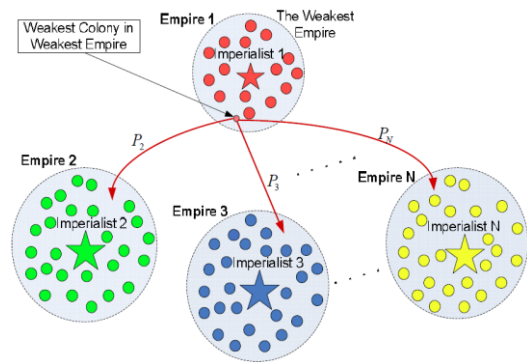 Empire 1
The Weakest
Empire
Weakest Colony in
Weakest Empire
Imperialist 1
P2
P3
PN
Empire 2
Imperialist 2
Empire 3
Imperialist 3
Empire N
Imperialist N